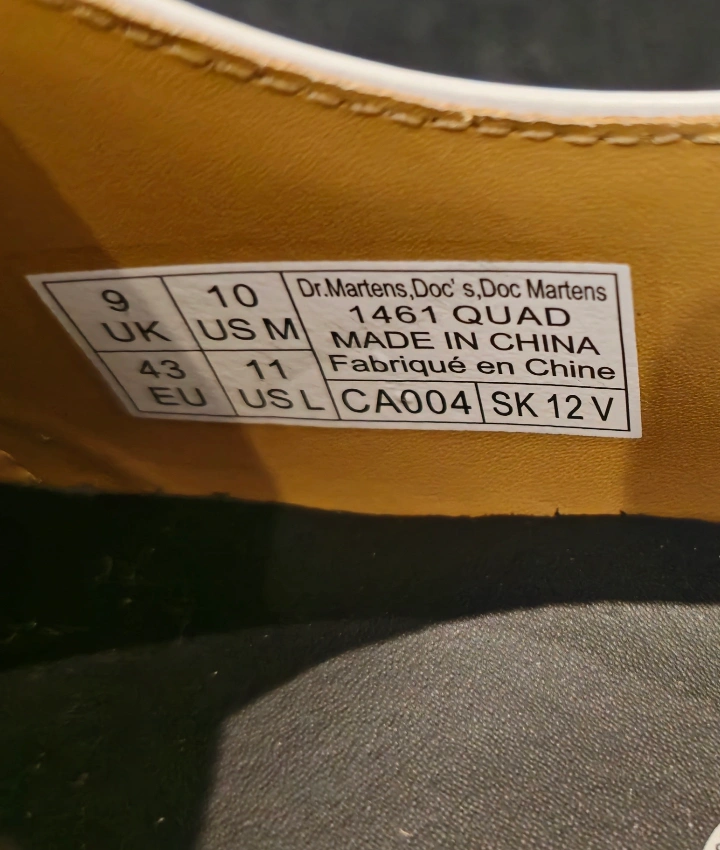 9
UK
10
US M
43
EU
11
US L
Dr.Martens,Doc' s,Doc Martens
1461 QUAD
MADE IN CHINA
Fabriqué en Chine
CA004
SK 12 V